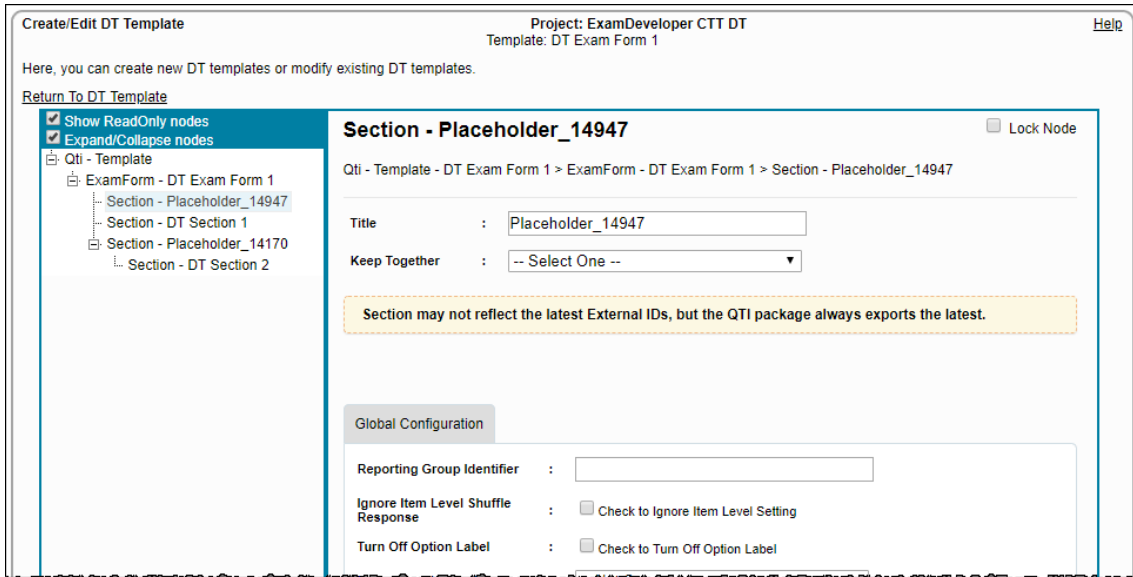 Create/Edit DT Template
Project: ExamDeveloper CTT DT
Help
Template: DT Exam Form 1
Here, you can create new DT templates or modify existing DT templates.
Return To DT Template
Show ReadOnly nodes
Expand/Collapse nodes
Qti - Template
ExamForm - DT Exam Form 1
Section - Placeholder_14947
Section - DT Section 1
Section - Placeholder_14170
Section - DT Section 2
Section - Placeholder_14947
Lock Node
Qti - Template - DT Exam Form 1 > ExamForm - DT Exam Form 1 > Section - Placeholder_14947
Title : Placeholder_14947
Keep Together : -- Select One --
Section may not reflect the latest External IDs, but the QTI package always exports the latest.
Global Configuration
Reporting Group Identifier :
Ignore Item Level Shuffle
Response : Check to Ignore Item Level Setting
Turn Off Option Label : Check to Turn Off Option Label